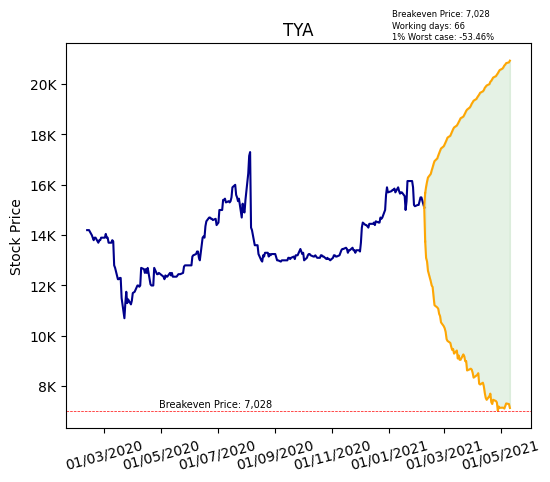 Breakeven Price: 7,028
Working days: 66
1% Worst case: -53.46%
TYA
Stock Price
20K
18K
16K
14K
12K
10K
8K
Breakeven Price: 7,028
01/03/2020
01/05/2020
01/07/2020
01/09/2020
01/11/2020
01/01/2021
01/03/2021
01/05/2021